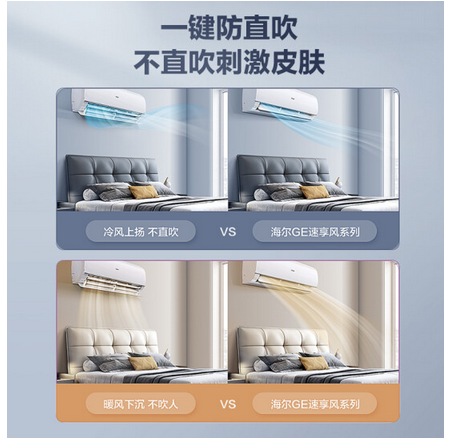 一键防直吹
不直吹刺激皮肤
冷风上扬 不直吹
VS
海尔GE速享风系列
暖风下沉 不吹人
VS
海尔GE速享风系列